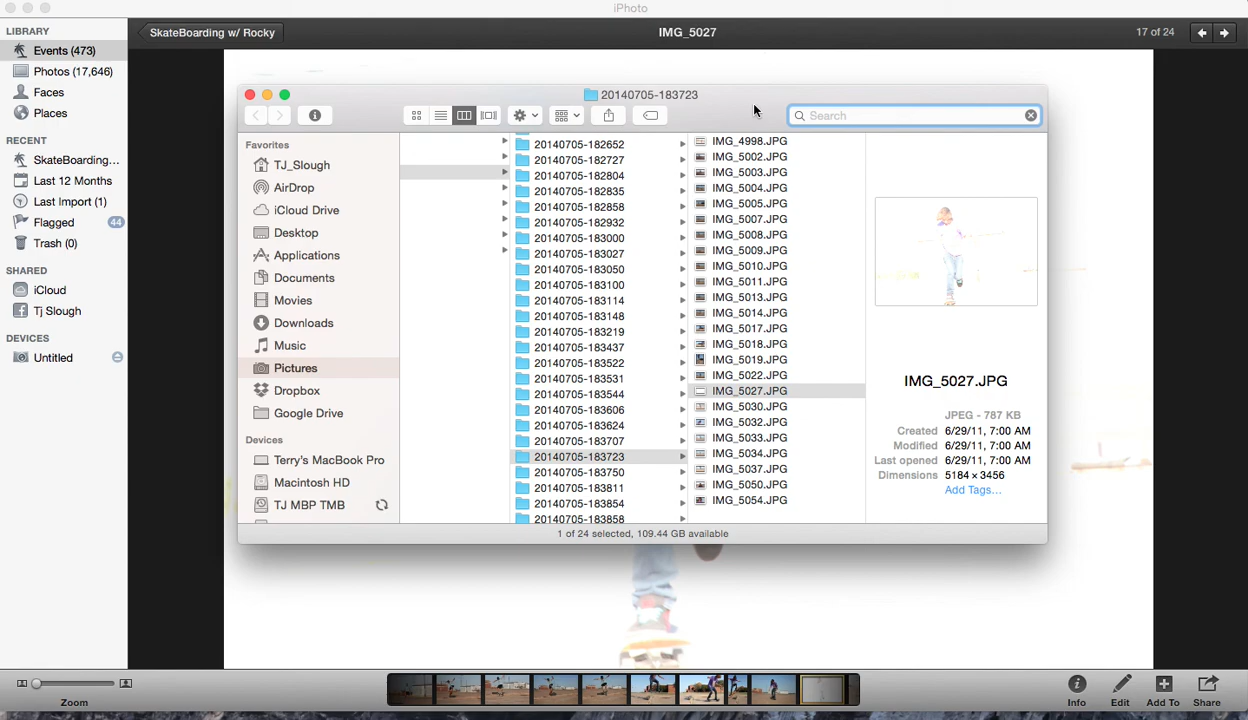 iPhoto
LIBRARY
Events (473)
Photos (17,646)
Faces
Places
RECENT
SkateBoarding...
Last 12 Months
Last Import (1)
Flagged
44
Trash (0)
SHARED
iCloud
Tj Slough
DEVICES
Untitled
SkateBoarding w/ Rocky
IMG_5027
17 of 24
20140705-183723
Search
Favorites
TJ_Slough
AirDrop
iCloud Drive
Desktop
Applications
Documents
Movies
Downloads
Music
Pictures
Dropbox
Google Drive
Devices
Terry's MacBook Pro
Macintosh HD
TJ MBP TMB
20140705-182652
20140705-182727
20140705-182804
20140705-182835
20140705-182858
20140705-182932
20140705-183000
20140705-183027
20140705-183050
20140705-183100
20140705-183114
20140705-183148
20140705-183219
20140705-183437
20140705-183522
20140705-183531
20140705-183544
20140705-183606
20140705-183624
20140705-183707
20140705-183723
20140705-183750
20140705-183811
20140705-183854
20140705-183858
IMG_4998.JPG
IMG_5002.JPG
IMG_5003.JPG
IMG_5004.JPG
IMG_5005.JPG
IMG_5007.JPG
IMG_5008.JPG
IMG_5009.JPG
IMG_5010.JPG
IMG_5011.JPG
IMG_5013.JPG
IMG_5014.JPG
IMG_5017.JPG
IMG_5018.JPG
IMG_5019.JPG
IMG_5022.JPG
IMG_5027.JPG
IMG_5030.JPG
IMG_5032.JPG
IMG_5033.JPG
IMG_5034.JPG
IMG_5037.JPG
IMG_5050.JPG
IMG_5054.JPG
IMG_5027.JPG
JPEG - 787 KB
Created 6/29/11, 7:00 AM
Modified 6/29/11, 7:00 AM
Last opened 6/29/11, 7:00 AM
Dimensions 5184 × 3456
Add Tags...
1 of 24 selected, 109.44 GB available
Zoom
Info
Edit
Add To
Share